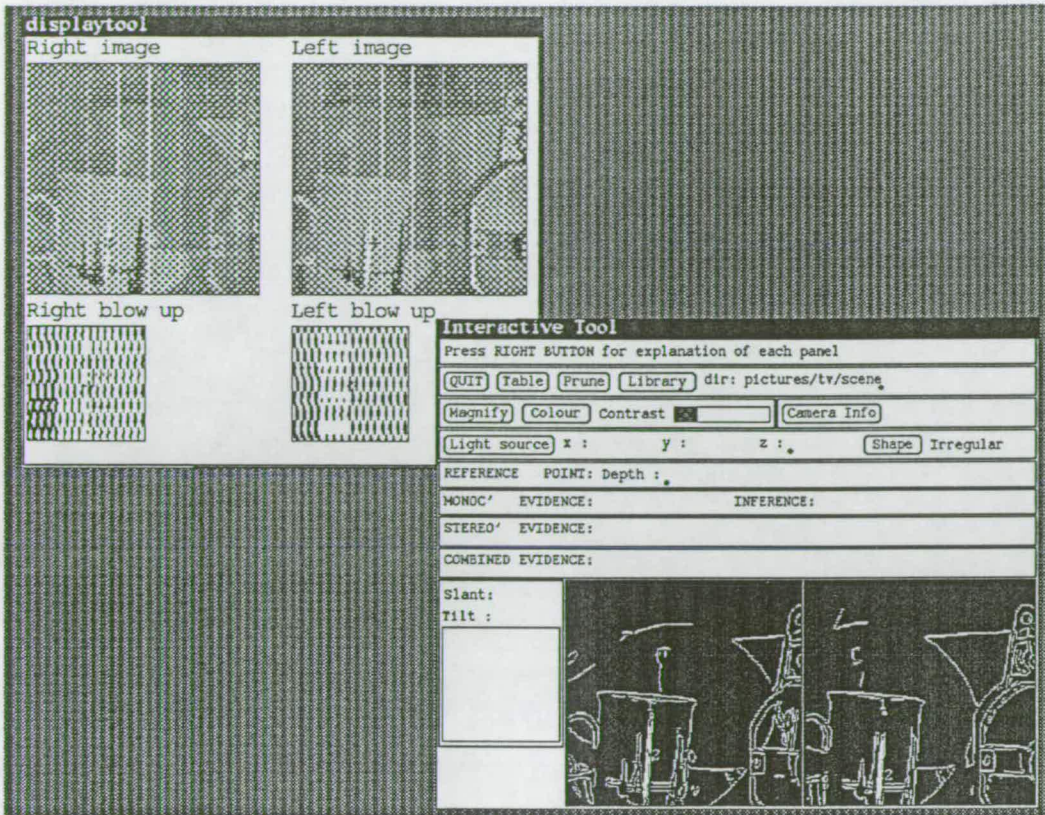 displaytool
Right image Left image
Right blow up Left blow up
Interactive Tool
Press RIGHT BUTTON for explanation of each panel
QUIT Table Prune Library dir: pictures/tv/scene
Magnify Colour Contrast Camera Info
Light source x : y : z : Shape Irregular
REFERENCE POINT: Depth :
MONOC' EVIDENCE: INFERENCE:
STEREO' EVIDENCE:
COMBINED EVIDENCE:
Slant:
Tilt :